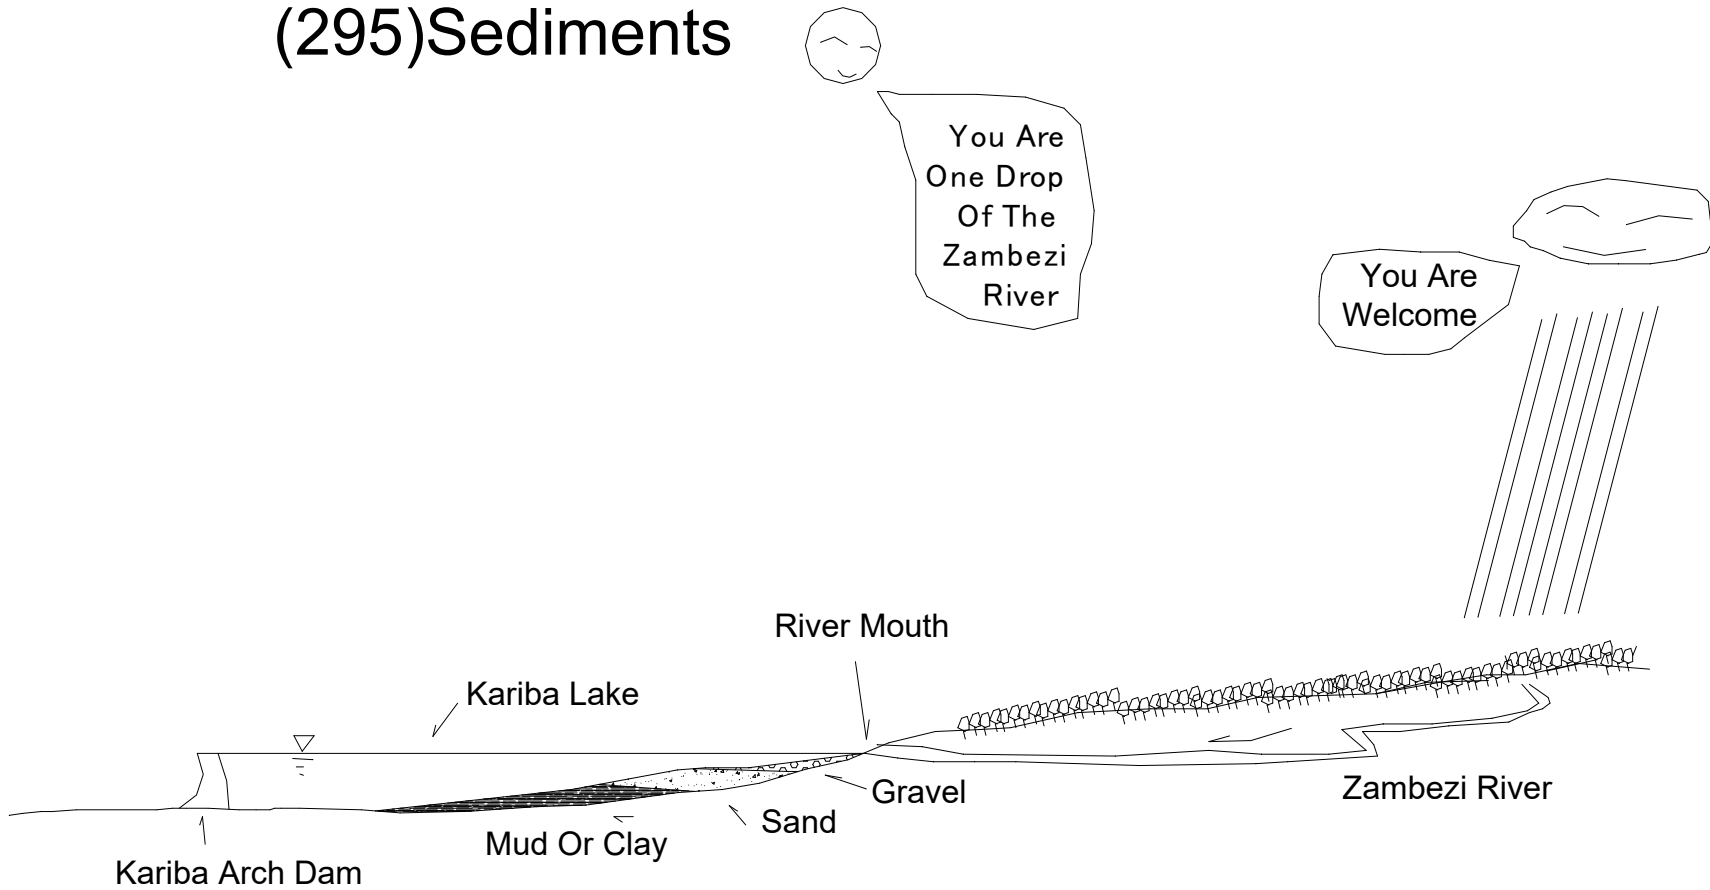 (295)Sediments
You Are
One Drop
Of The
Zambezi
River
You Are
Welcome
River Mouth
Kariba Lake
Gravel
Zambezi River
Sand
Mud Or Clay
Kariba Arch Dam